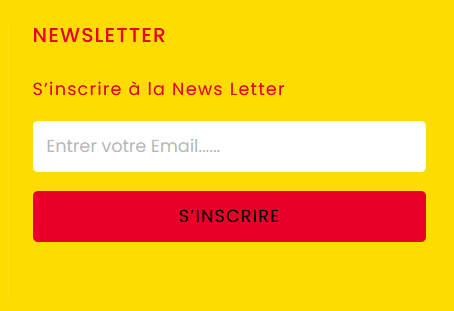 NEWSLETTER
S’inscrire à la News Letter
Entrer votre Email......
S’INSCRIRE